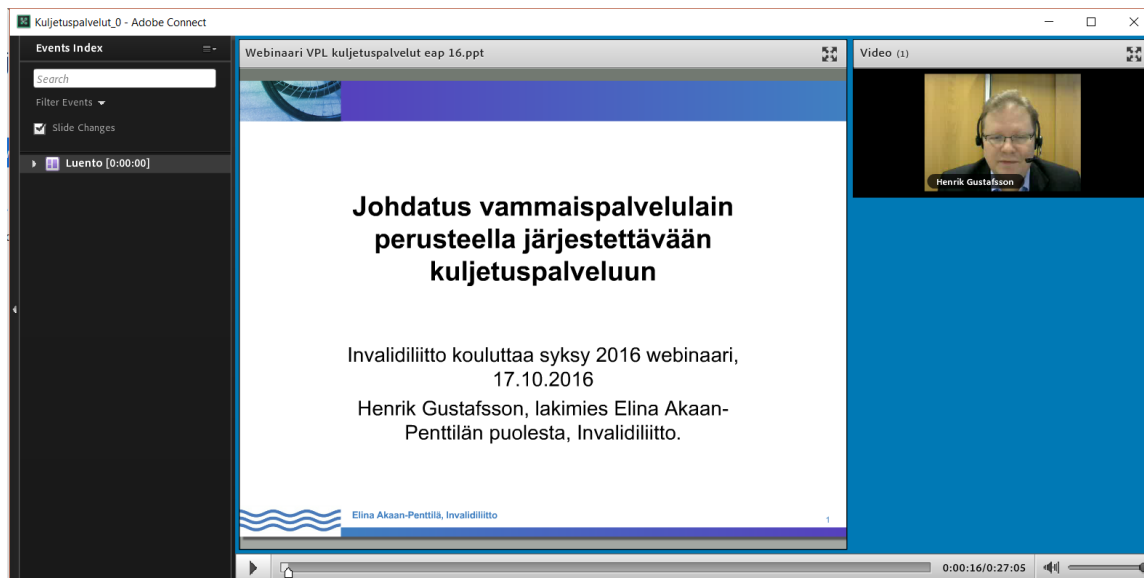 Kuljetuspalvelut_0 - Adobe Connect
Events Index
Search
Filter Events
Slide Changes
Luento [0:00:00]
Webinaari VPL kuljetuspalvelut eap 16.ppt
Johdatus vammaispalvelulain
perusteella järjestettävään
kuljetuspalveluun
Invalidiliitto kouluttaa syksy 2016 webinaari,
17.10.2016
Henrik Gustafsson, lakimies Elina Akaan-
Penttilän puolesta, Invalidiliitto.
Elina Akaan-Penttilä, Invalidiliitto
1
Video (1)
Henrik Gustafsson
0:00:16/0:27:05